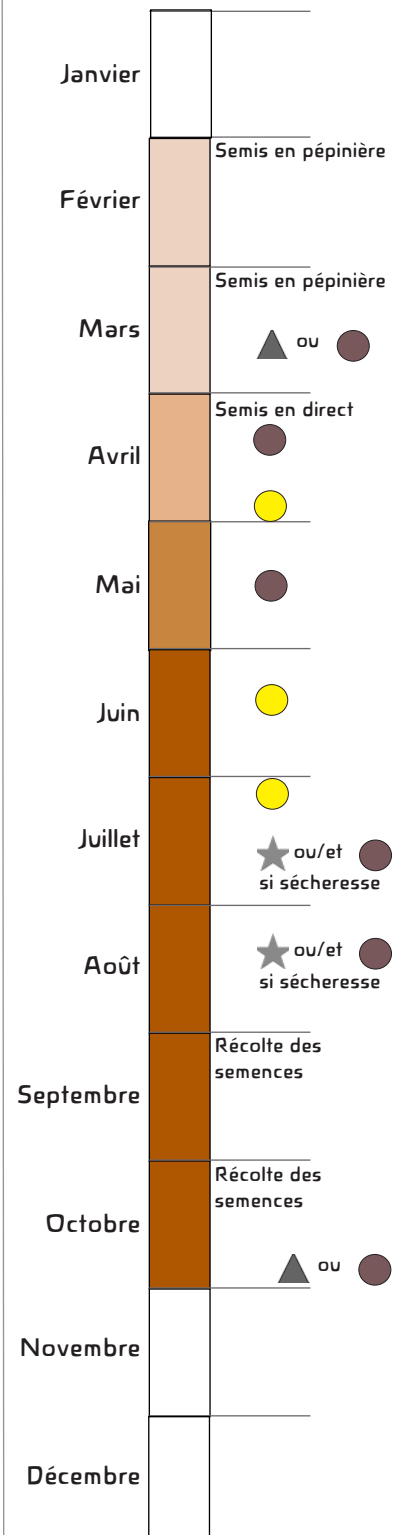 Janvier
Semis en pépinière
Février
Semis en pépinière
Mars
ou
Semis en direct
Avril
Mai
Juin
Juillet
ou/et
si sécheresse
Août
ou/et
si sécheresse
Récolte des
semences
Septembre
Récolte des
semences
Octobre
ou
Novembre
Décembre